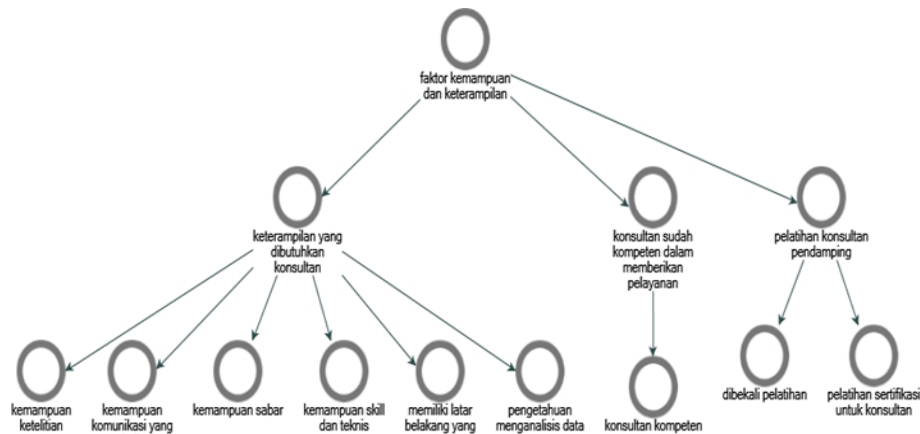 faktor kemampuan
dan keterampilan
keterampilan yang
dibutuhkan
konsultan
konsultan sudah
kompeten dalam
memberikan
pelayanan
pelatihan konsultan
pendamping
kemampuan
ketelitian
kemampuan
komunikasi yang
kemampuan sabar
kemampuan skill
dan teknis
memiliki latar
belakang yang
pengetahuan
menganalisis data
konsultan kompeten
dibekali pelatihan
pelatihan sertifikasi
untuk konsultan